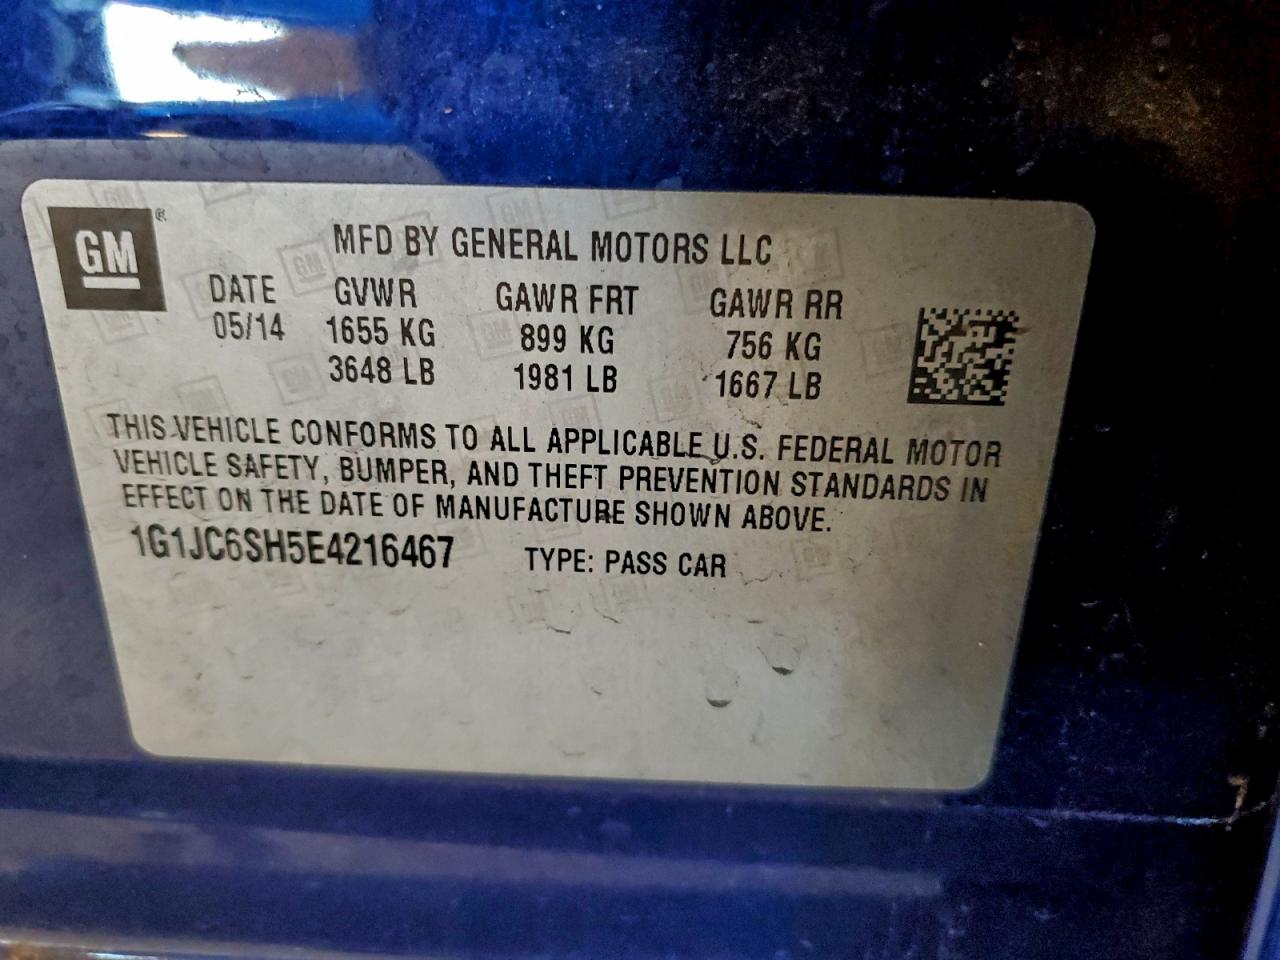 GM ®
MFD BY GENERAL MOTORS LLC
DATE GVWR GAWR FRT GAWR RR
05/14 1655 KG 899 KG 756 KG
3648 LB 1981 LB 1667 LB
THIS VEHICLE CONFORMS TO ALL APPLICABLE U.S. FEDERAL MOTOR
VEHICLE SAFETY, BUMPER, AND THEFT PREVENTION STANDARDS IN
EFFECT ON THE DATE OF MANUFACTURE SHOWN ABOVE.
1G1JC6SH5E4216467 TYPE: PASS CAR